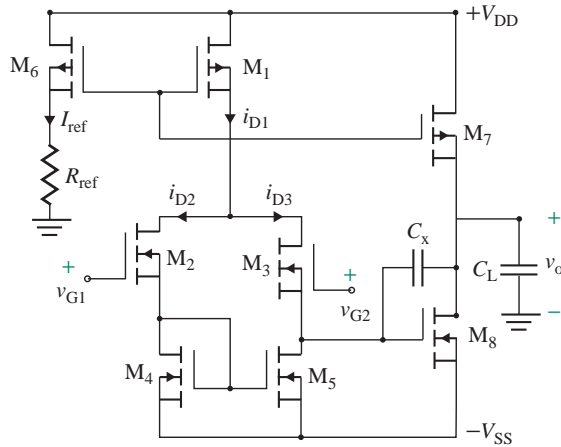 +V_DD
M_6
M_1
I_ref
i_D1
M_7
R_ref
i_D2
i_D3
C_x
+
M_2
M_3
C_L
v_o
+
+
v_G1
v_G2
−
M_8
M_4
M_5
−V_SS